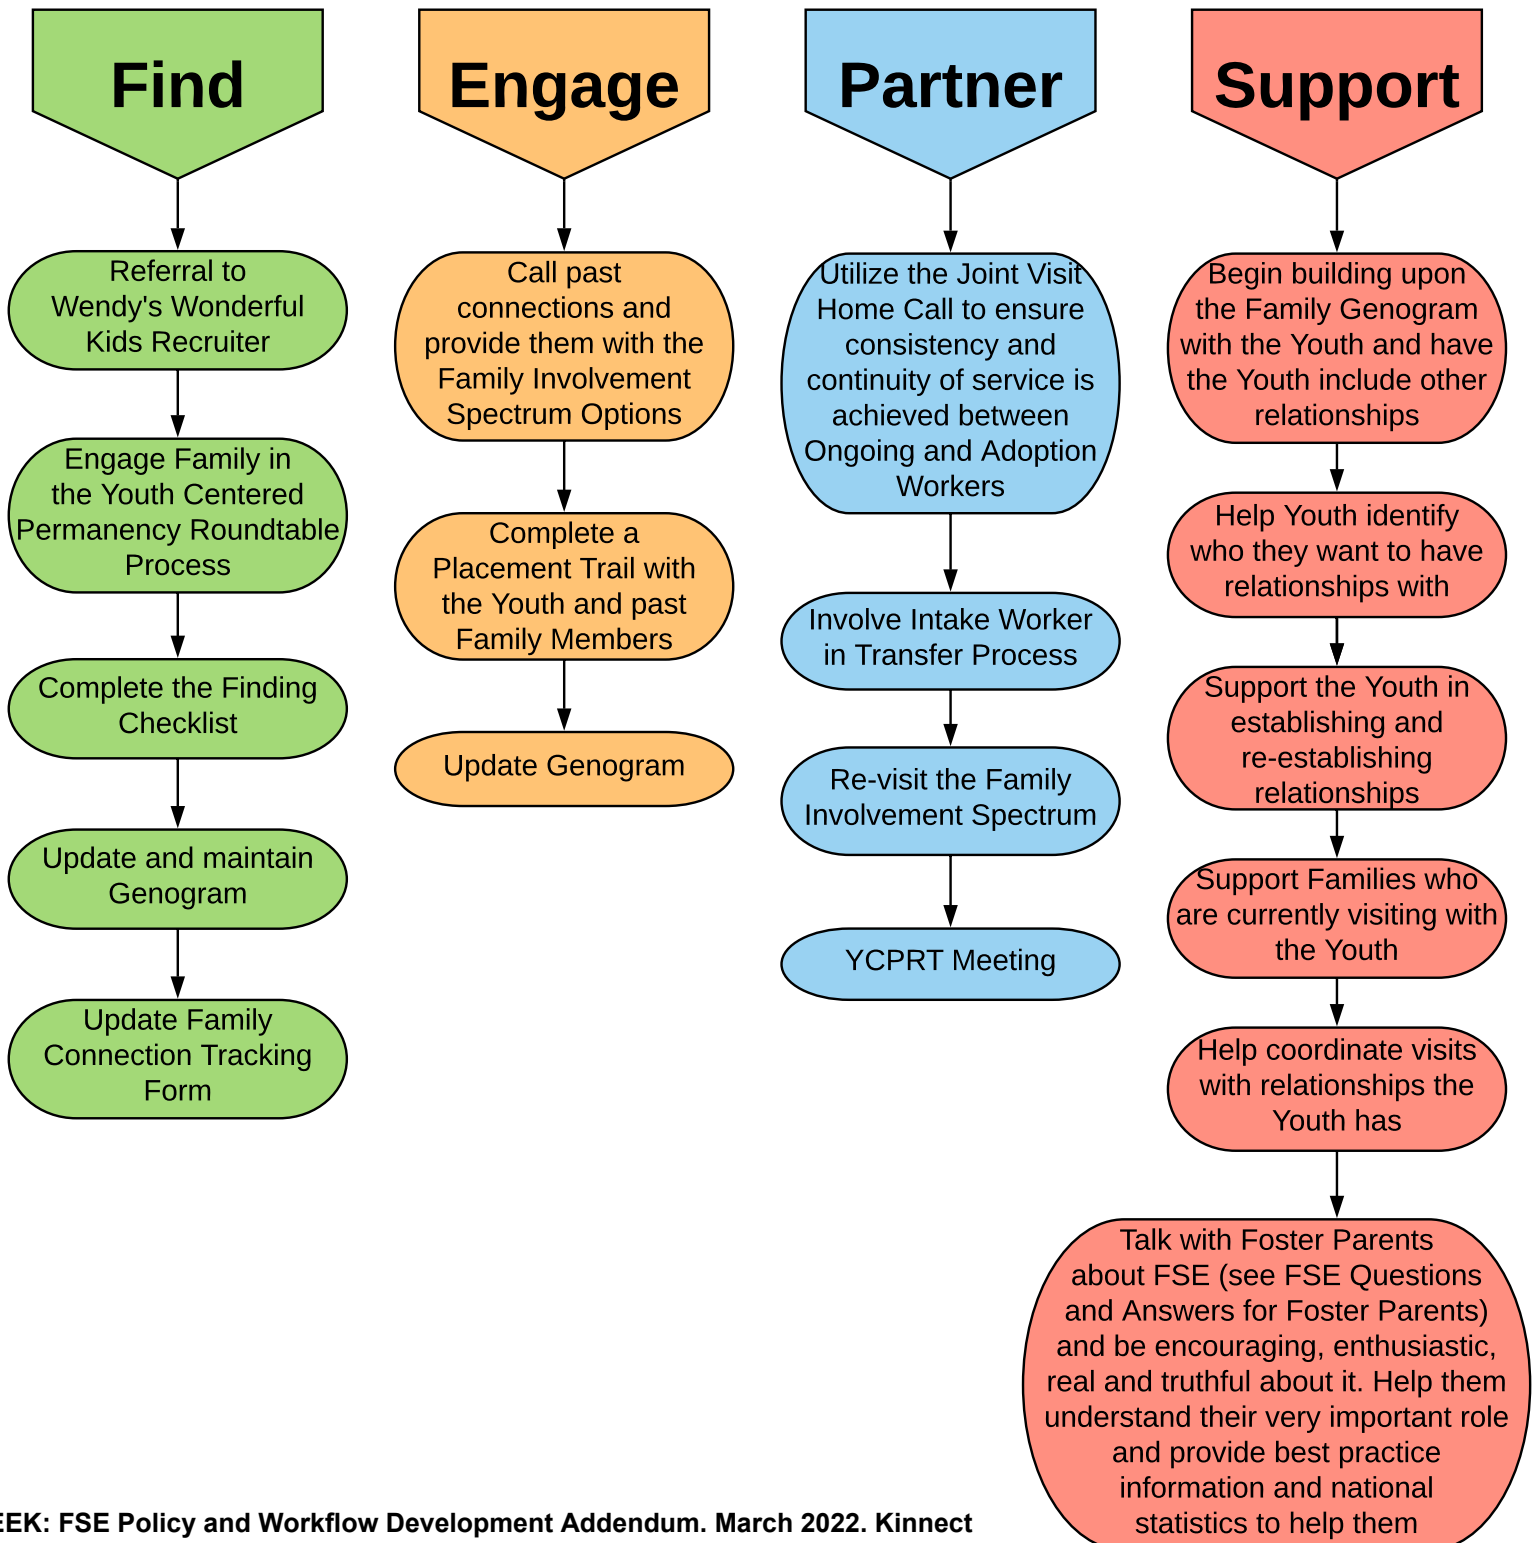 Find
Referral to
Wendy's Wonderful
Kids Recruiter
Engage Family in
the Youth Centered
Permanency Roundtable
Process
Complete the Finding
Checklist
Update and maintain
Genogram
Update Family
Connection Tracking
Form
Engage
Call past
connections and
provide them with the
Family Involvement
Spectrum Options
Complete a
Placement Trail with
the Youth and past
Family Members
Update Genogram
Partner
Utilize the Joint Visit
Home Call to ensure
consistency and
continuity of service is
achieved between
Ongoing and Adoption
Workers
Involve Intake Worker
in Transfer Process
Re-visit the Family
Involvement Spectrum
YCPRT Meeting
Support
Begin building upon
the Family Genogram
with the Youth and have
the Youth include other
relationships
Help Youth identify
who they want to have
relationships with
Support the Youth in
establishing and
re-establishing
relationships
Support Families who
are currently visiting with
the Youth
Help coordinate visits
with relationships the
Youth has
Talk with Foster Parents
about FSE (see FSE Questions
and Answers for Foster Parents)
and be encouraging, enthusiastic,
real and truthful about it. Help them
understand their very important role
and provide best practice
information and national
statistics to help them
FSE Policy and Workflow Development Addendum. March 2022. Kinnect